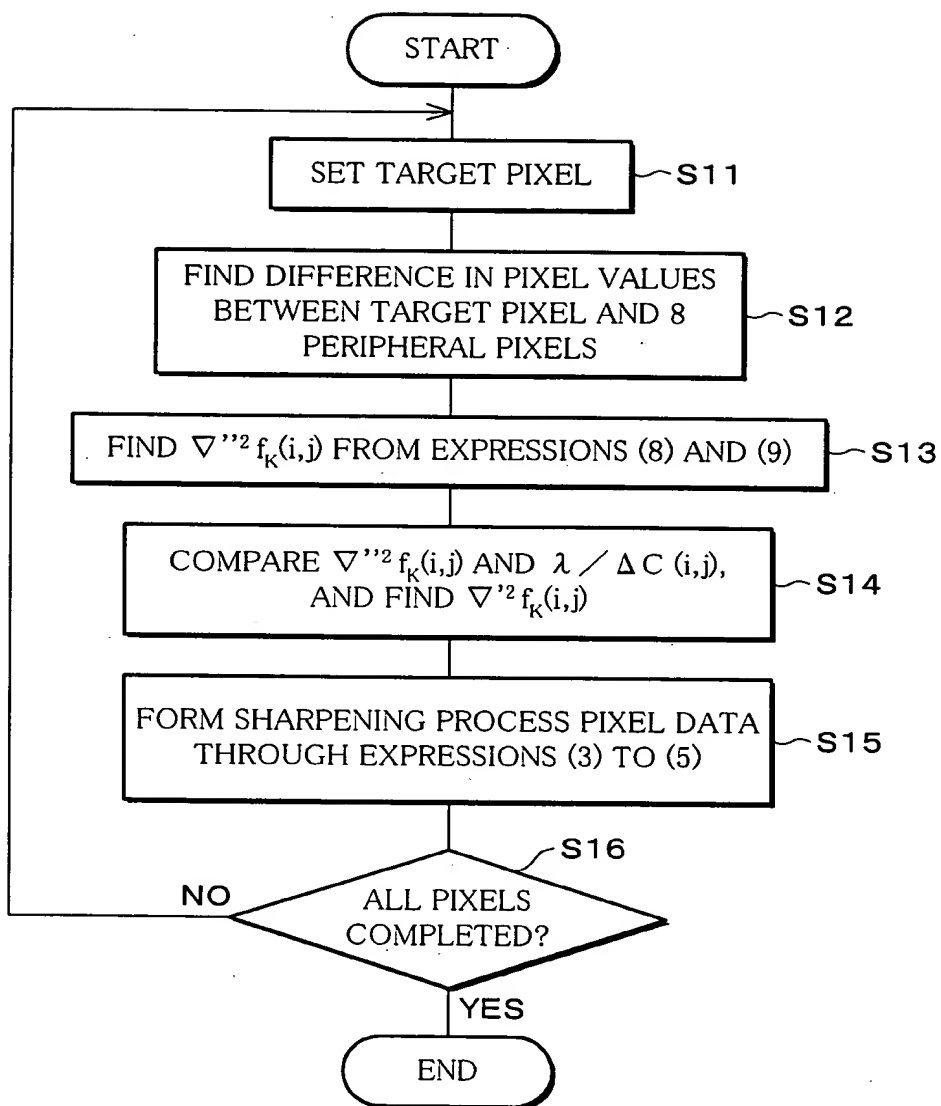 START
SET TARGET PIXEL
S11
FIND DIFFERENCE IN PIXEL VALUES
BETWEEN TARGET PIXEL AND 8
PERIPHERAL PIXELS
S12
FIND ∇''² f_K(i,j) FROM EXPRESSIONS (8) AND (9)
S13
COMPARE ∇''² f_K(i,j) AND λ/ΔC (i,j),
AND FIND ∇'² f_K(i,j)
S14
FORM SHARPENING PROCESS PIXEL DATA
THROUGH EXPRESSIONS (3) TO (5)
S15
S16
NO
ALL PIXELS
COMPLETED?
YES
END